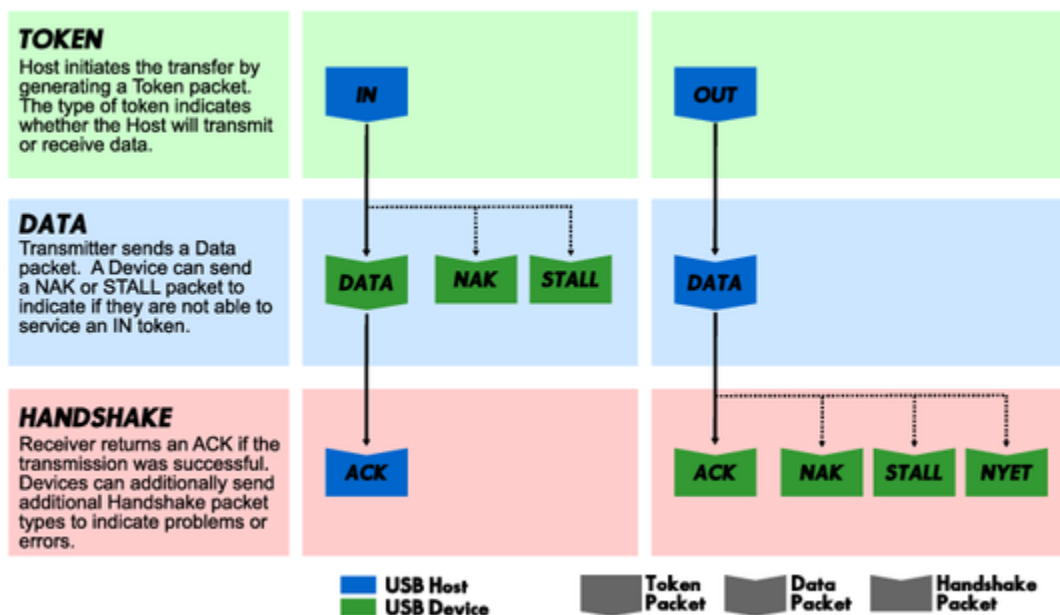 TOKEN
Host initiates the transfer by
generating a Token packet.
The type of token indicates
whether the Host will transmit
or receive data.
IN
OUT
DATA
Transmitter sends a Data
packet.  A Device can send
a NAK or STALL packet to
indicate if they are not able to
service an IN token.
DATA
NAK
STALL
DATA
HANDSHAKE
Receiver returns an ACK if the
transmission was successful.
Devices can additionally send
additional Handshake packet
types to indicate problems or
errors.
ACK
ACK
NAK
STALL
NYET
USB Host
USB Device
Token
Packet
Data
Packet
Handshake
Packet